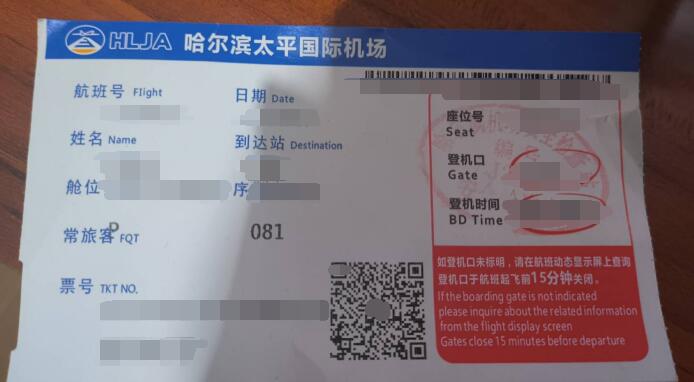 HLJA 哈尔滨太平国际机场
航班号 Flight
日期 Date
座位号
Seat
姓名 Name
到达站 Destination
登机口
Gate
舱位
序
登机时间
BD Time
P
常旅客 FQT
081
票号 TKT NO.
如登机口未标明，请在航班动态显示屏上查询
登机口于航班起飞前15分钟关闭。
If the boarding gate is not indicated
please inquire about the related information
from the flight display screen
Gates close 15 minutes before departure